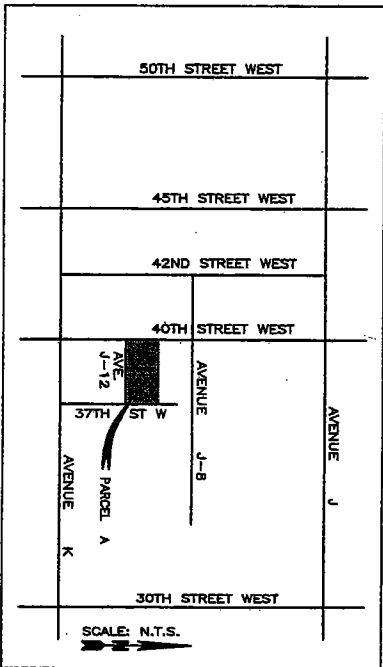 50TH STREET WEST
45TH STREET WEST
42ND STREET WEST
40TH STREET WEST
AVE.
J-12
AVENUE J-8
AVENUE J
37TH ST W
PARCEL A
AVENUE K
30TH STREET WEST
SCALE: N.T.S.
N